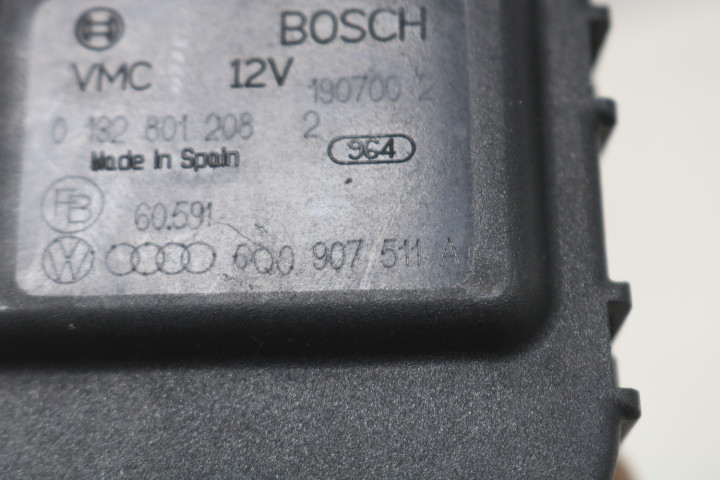 BOSCH
VMC 12V 190700 2
0 132 801 208 2
Made In Spain 964
FB 60.591
6Q0 907 511 A